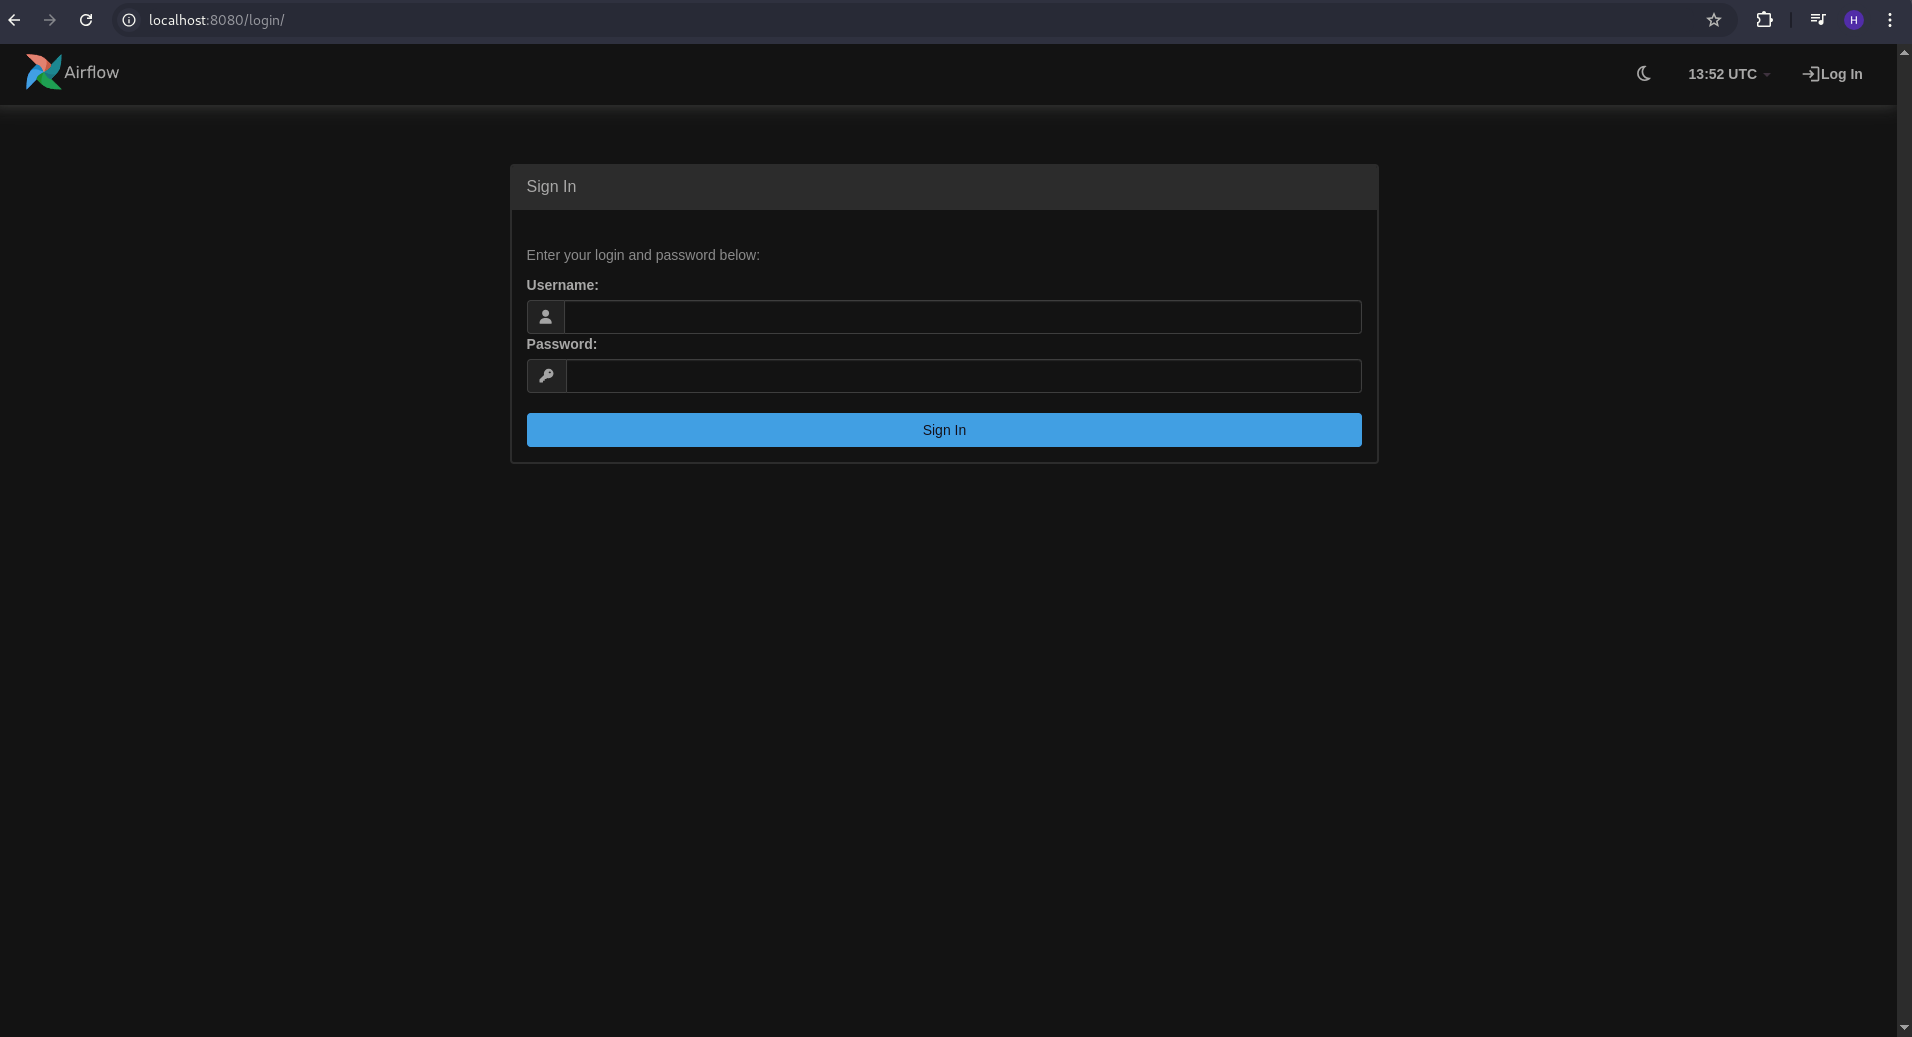 localhost:8080/login/
H
Airflow
13:52 UTC
Log In
Sign In
Enter your login and password below:
Username:
Password:
Sign In